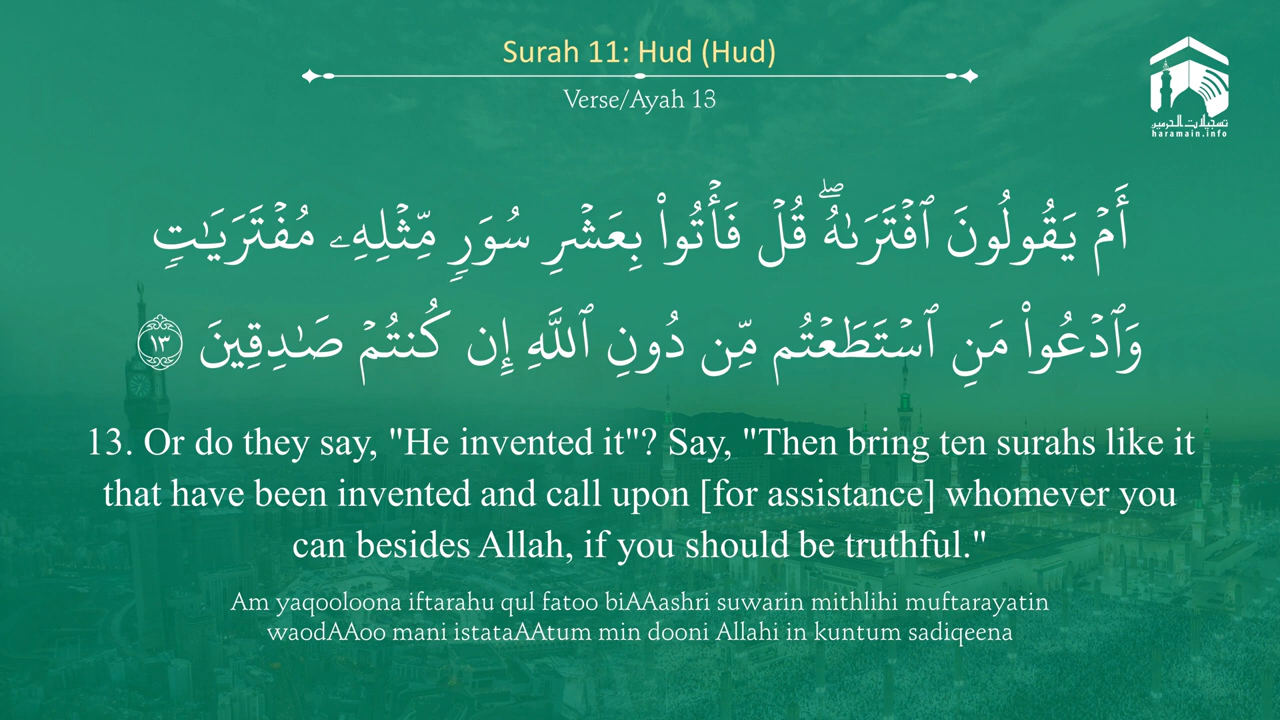 Surah 11: Hud (Hud)
Verse/Ayah 13
تسجيلات الحرمين
haramain.info
أَمْ يَقُولُونَ ٱفْتَرَىٰهُ ۖ قُلْ فَأْتُوا۟ بِعَشْرِ سُوَرٍ مِّثْلِهِۦ مُفْتَرَيَـٰتٍ
وَٱدْعُوا۟ مَنِ ٱسْتَطَعْتُم مِّن دُونِ ٱللَّهِ إِن كُنتُمْ صَـٰدِقِينَ ١٣
13. Or do they say, "He invented it"? Say, "Then bring ten surahs like it
that have been invented and call upon [for assistance] whomever you
can besides Allah, if you should be truthful."
Am yaqooloona iftarahu qul fatoo biAAashri suwarin mithlihi muftarayatin
waodAAoo mani istataAAtum min dooni Allahi in kuntum sadiqeena